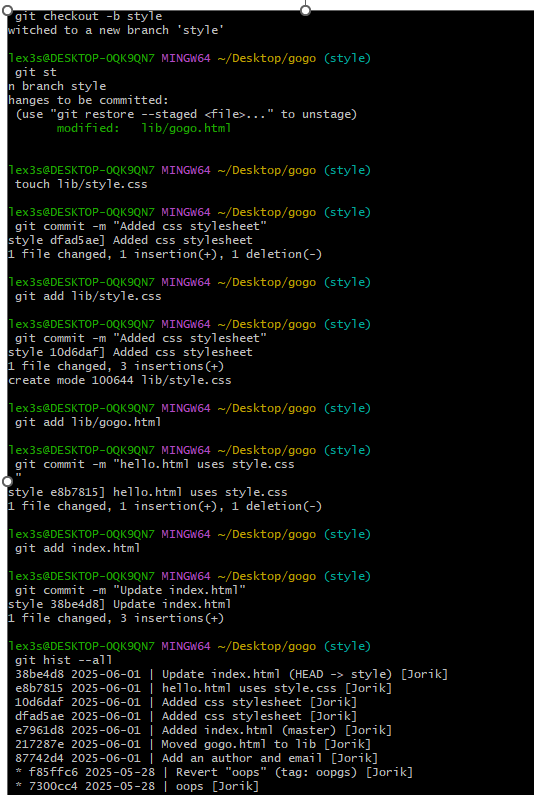 git checkout -b style
witched to a new branch 'style'
lex3s@DESKTOP-OQK9QN7 MINGW64 ~/Desktop/gogo (style)
git st
n branch style
hanges to be committed:
(use "git restore --staged <file>..." to unstage)
modified: lib/gogo.html
lex3s@DESKTOP-OQK9QN7 MINGW64 ~/Desktop/gogo (style)
touch lib/style.css
lex3s@DESKTOP-OQK9QN7 MINGW64 ~/Desktop/gogo (style)
git commit -m "Added css stylesheet"
style dfad5ae] Added css stylesheet
1 file changed, 1 insertion(+), 1 deletion(-)
lex3s@DESKTOP-OQK9QN7 MINGW64 ~/Desktop/gogo (style)
git add lib/style.css
lex3s@DESKTOP-OQK9QN7 MINGW64 ~/Desktop/gogo (style)
git commit -m "Added css stylesheet"
style 10d6daf] Added css stylesheet
1 file changed, 3 insertions(+)
create mode 100644 lib/style.css
lex3s@DESKTOP-OQK9QN7 MINGW64 ~/Desktop/gogo (style)
git add lib/gogo.html
lex3s@DESKTOP-OQK9QN7 MINGW64 ~/Desktop/gogo (style)
git commit -m "hello.html uses style.css
"
style e8b7815] hello.html uses style.css
1 file changed, 1 insertion(+), 1 deletion(-)
lex3s@DESKTOP-OQK9QN7 MINGW64 ~/Desktop/gogo (style)
git add index.html
lex3s@DESKTOP-OQK9QN7 MINGW64 ~/Desktop/gogo (style)
git commit -m "Update index.html"
style 38be4d8] Update index.html
1 file changed, 3 insertions(+)
lex3s@DESKTOP-OQK9QN7 MINGW64 ~/Desktop/gogo (style)
git hist --all
38be4d8 2025-06-01 | Update index.html (HEAD -> style) [Jorik]
e8b7815 2025-06-01 | hello.html uses style.css [Jorik]
10d6daf 2025-06-01 | Added css stylesheet [Jorik]
dfad5ae 2025-06-01 | Added css stylesheet [Jorik]
e7961d8 2025-06-01 | Added index.html (master) [Jorik]
217287e 2025-06-01 | Moved gogo.html to lib [Jorik]
87742d4 2025-06-01 | Add an author and email [Jorik]
* f85ffc6 2025-05-28 | Revert "oops" (tag: oopgs) [Jorik]
* 7300cc4 2025-05-28 | oops [Jorik]